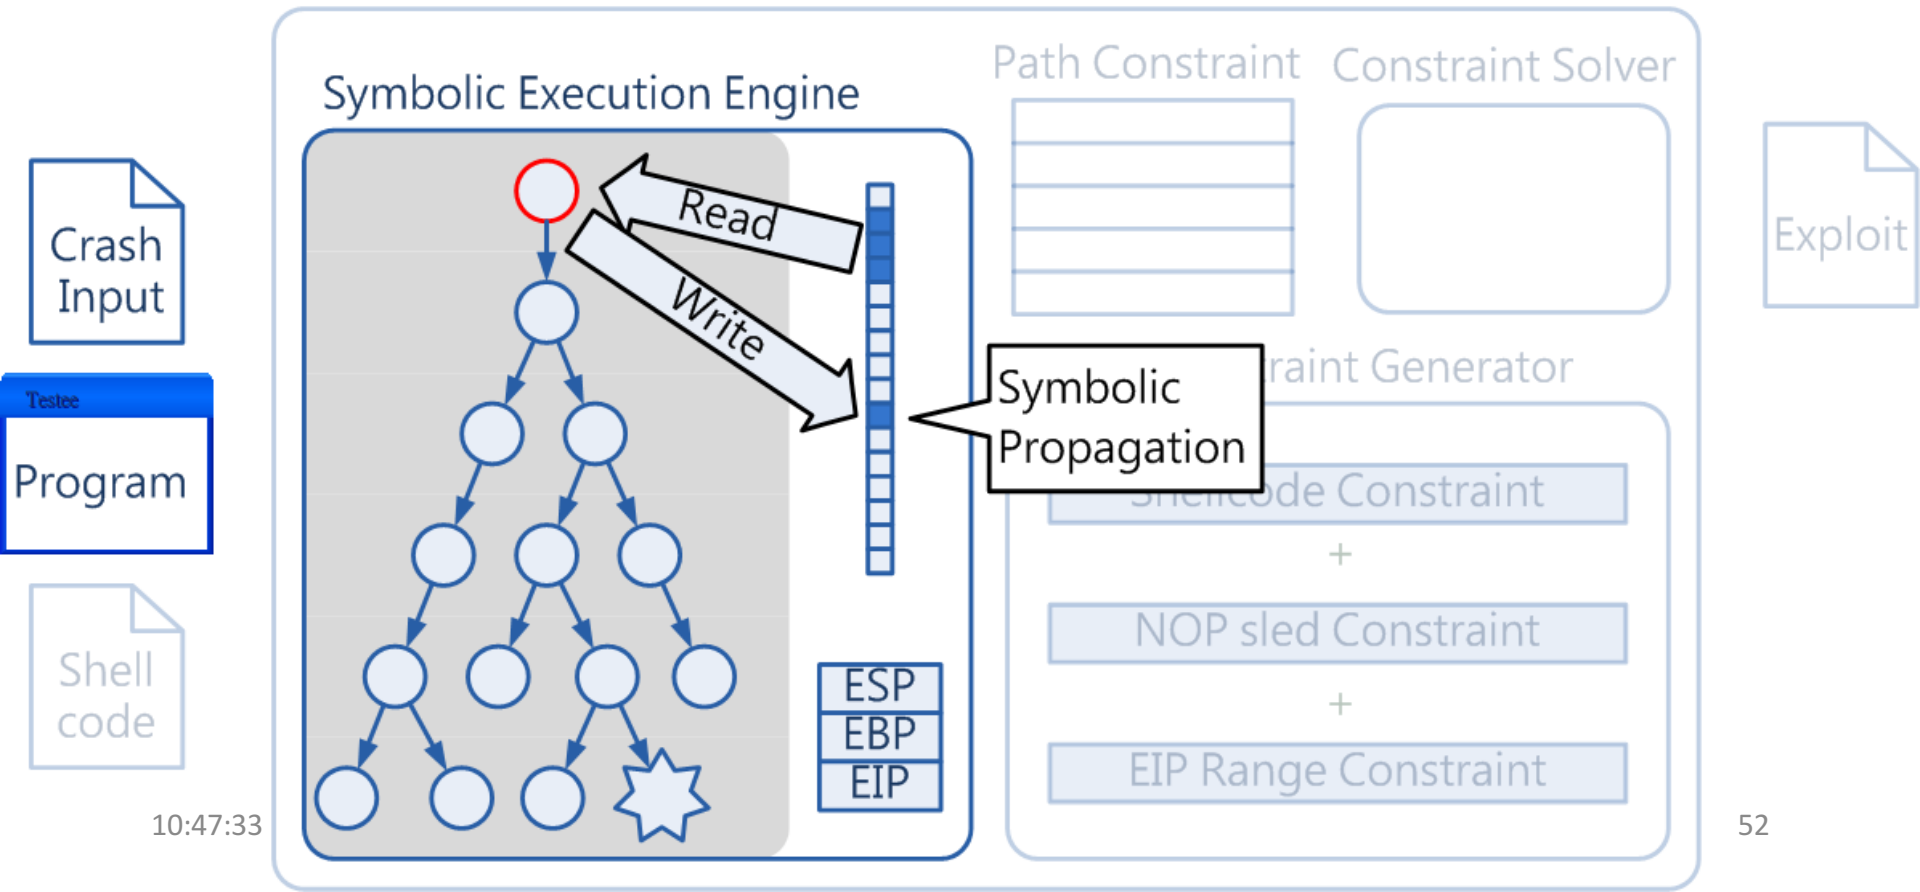 Path Constraint
Constraint Solver
Symbolic Execution Engine
Read
Write
Crash
Input
Exploit
Symbolic
Propagation
raint Generator
Testee
Program
Shellcode Constraint
+
NOP sled Constraint
+
EIP Range Constraint
Shell
code
ESP
EBP
EIP
10:47:33
52